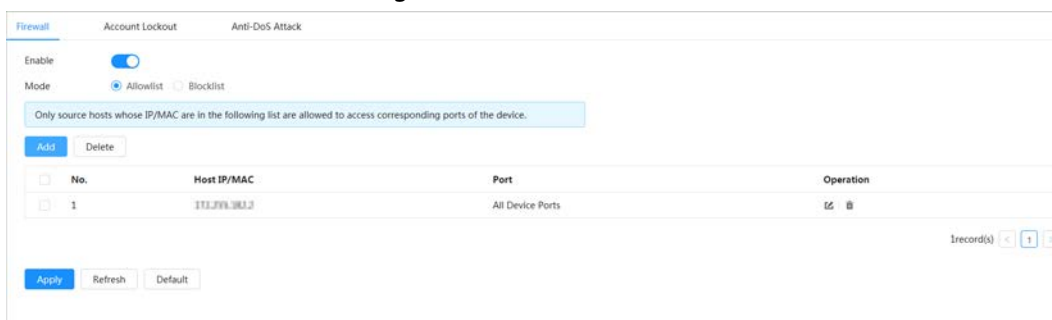 Firewall Account Lockout Anti-DoS Attack
Enable
Mode Allowlist Blocklist
Only source hosts whose IP/MAC are in the following list are allowed to access corresponding ports of the device.
Add Delete
No. Host IP/MAC Port Operation
1 All Device Ports
1record(s) < 1 >
Apply Refresh Default